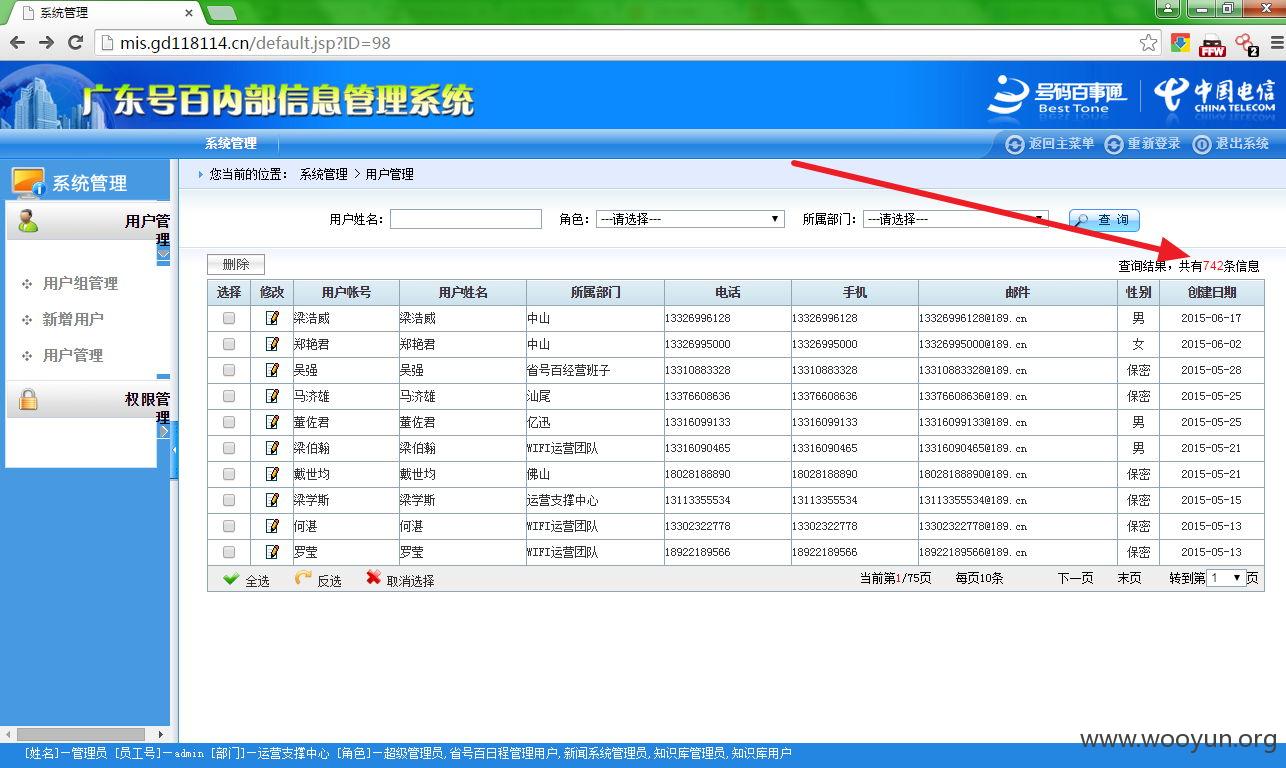 系统管理
mis.gd118114.cn/default.jsp?ID=98
FFW
2
广东号百内部信息管理系统
号码百事通
Best Tone
中国电信
CHINA TELECOM
系统管理
返回主菜单 重新登录 退出系统
系统管理
用户管理
用户组管理
新增用户
用户管理
权限管理
您当前的位置： 系统管理 > 用户管理
用户姓名： 角色： ---请选择--- 所属部门： ---请选择--- 查 询
删除
查询结果，共有742条信息
选择 修改 用户帐号 用户姓名 所属部门 电话 手机 邮件 性别 创建日期
梁洁威 梁洁威 中山 13326996128 13326996128 13326996128@189.cn 男 2015-06-17
郑艳君 郑艳君 中山 13326995000 13326995000 13326995000@189.cn 女 2015-06-02
吴强 吴强 省号百经营班子 13310883328 13310883328 13310883328@189.cn 保密 2015-05-28
马济雄 马济雄 汕尾 13376608636 13376608636 13376608636@189.cn 保密 2015-05-25
董佐君 董佐君 亿迅 13316099133 13316099133 13316099133@189.cn 男 2015-05-25
梁伯翰 梁伯翰 WIFI运营团队 13316090465 13316090465 13316090465@189.cn 男 2015-05-21
戴世均 戴世均 佛山 18028188890 18028188890 18028188890@189.cn 保密 2015-05-21
梁学斯 梁学斯 运营支撑中心 13113355534 13113355534 13113355534@189.cn 保密 2015-05-15
何湛 何湛 WIFI运营团队 13302322778 13302322778 13302322778@189.cn 保密 2015-05-13
罗莹 罗莹 WIFI运营团队 18922189566 18922189566 18922189566@189.cn 保密 2015-05-13
全选 反选 取消选择 当前第1/75页 每页10条 下一页 末页 转到第 1 页
[姓名]—管理员 [员工号]—admin [部门]—运营支撑中心 [角色]—超级管理员,省号百日程管理用户,新闻系统管理员,知识库管理员,知识库用户
www.wooyun.org